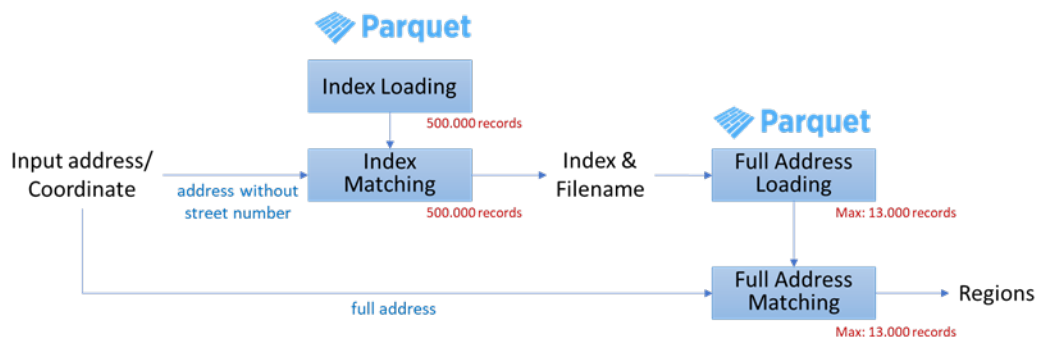 Parquet
Index Loading
500.000 records
Parquet
Input address/
Coordinate
address without
street number
Index
Matching
500.000 records
Index &
Filename
Full Address
Loading
Max: 13.000 records
full address
Full Address
Matching
Max: 13.000 records
Regions